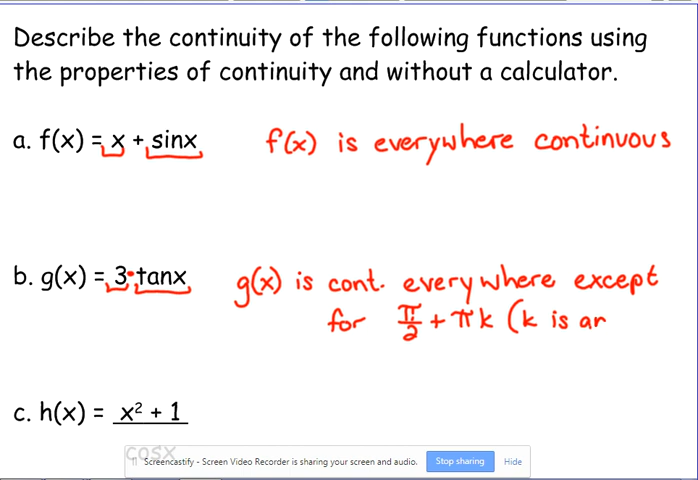 Describe the continuity of the following functions using
the properties of continuity and without a calculator.
a. f(x) = x + sinx f(x) is everywhere continuous
b. g(x) = 3·tanx g(x) is cont. everywhere except
for π/2 + πk (k is an
c. h(x) = x² + 1
cosx
Screencastify - Screen Video Recorder is sharing your screen and audio. Stop sharing Hide